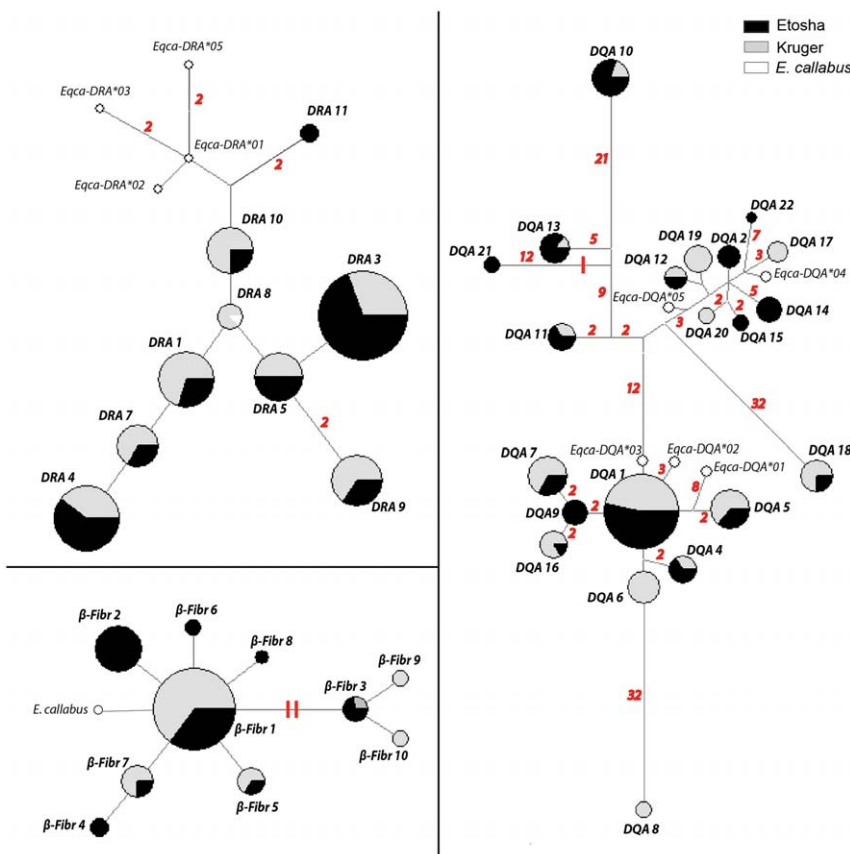 Eqca-DRA*05
Eqca-DRA*03
2
2
DRA 11
Eqca-DRA*01
2
Eqca-DRA*02
DRA 10
DRA 3
DRA 8
DRA 1
DRA 5
DRA 7
2
DRA 4
DRA 9
β-Fibr 6
β-Fibr 2
β-Fibr 8
β-Fibr 9
β-Fibr 3
E. callabus
β-Fibr 1
β-Fibr 10
β-Fibr 7
β-Fibr 5
β-Fibr 4
Etosha
Kruger
E. callabus
DQA 10
21
DQA 22
DQA 13
5
DQA 19
DQA 2
7
DQA 17
DQA 21
12
DQA 12
3
Eqca-DQA*04
9
Eqca-DQA*05
2
2
5
DQA 14
DQA 11
2
2
3
DQA 20
DQA 15
12
32
Eqca-DQA*03
Eqca-DQA*02
DQA 7
DQA 1
3
Eqca-DQA*01
DQA 18
2
8
DQA9
2
2
DQA 5
2
DQA 16
2
DQA 4
DQA 6
32
DQA 8